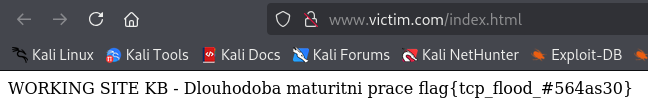 www.victim.com/index.html
Kali Linux Kali Tools Kali Docs Kali Forums Kali NetHunter Exploit-DB
WORKING SITE KB - Dlouhodoba maturitni prace flag{tcp_flood_#564as30}